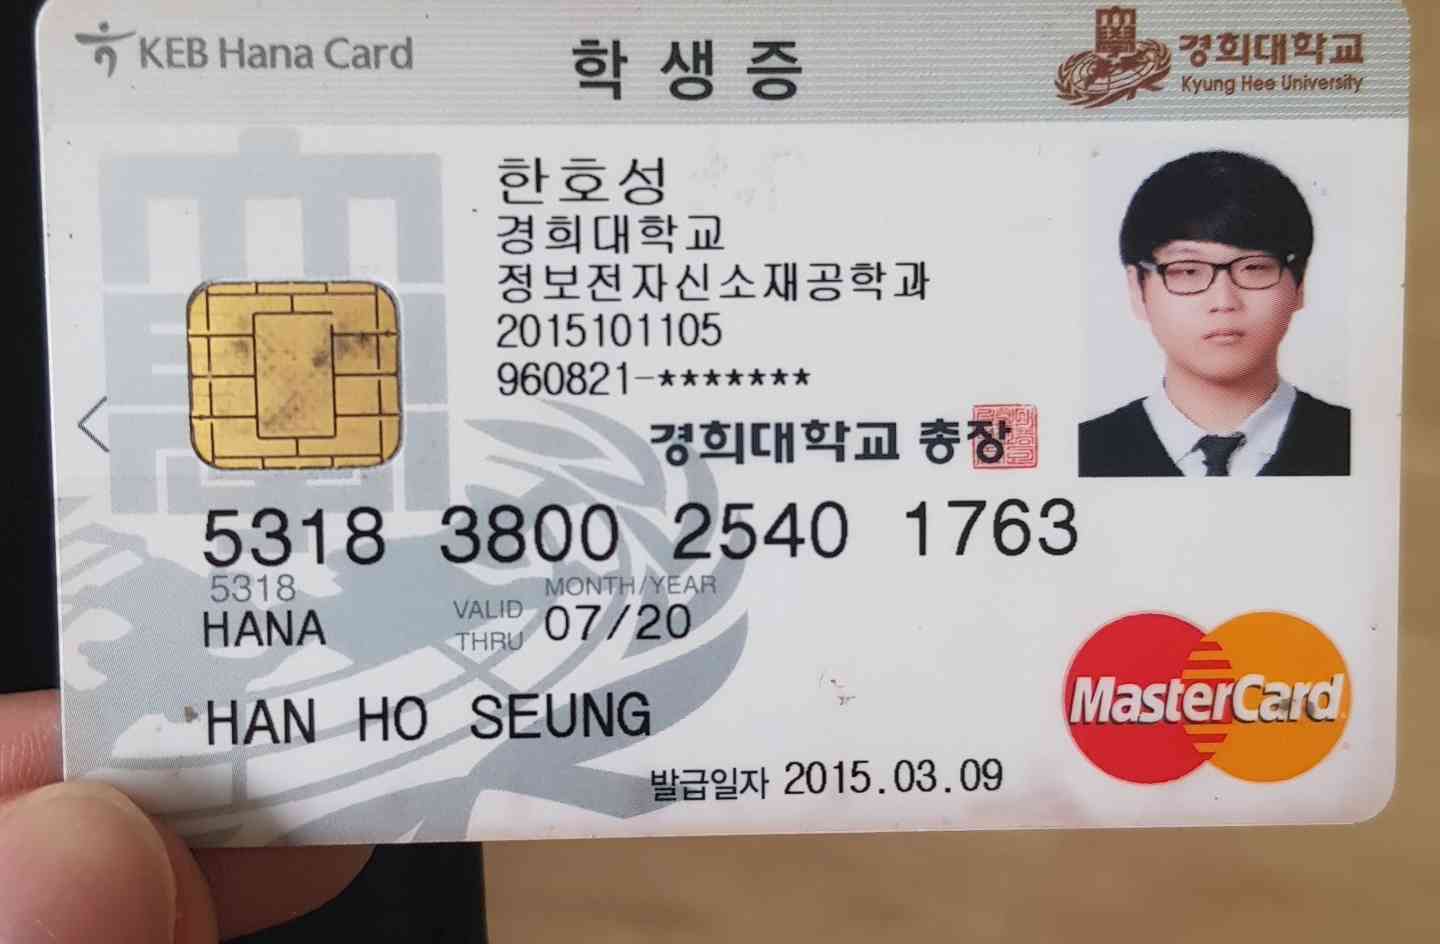 KEB Hana Card
학생증
경희대학교
Kyung Hee University
한호성
경희대학교
정보전자신소재공학과
2015101105
960821-*******
경희대학교 총장
5318 3800 2540 1763
5318
MONTH/YEAR
HANA
VALID THRU 07/20
HAN HO SEUNG
MasterCard
발급일자 2015.03.09